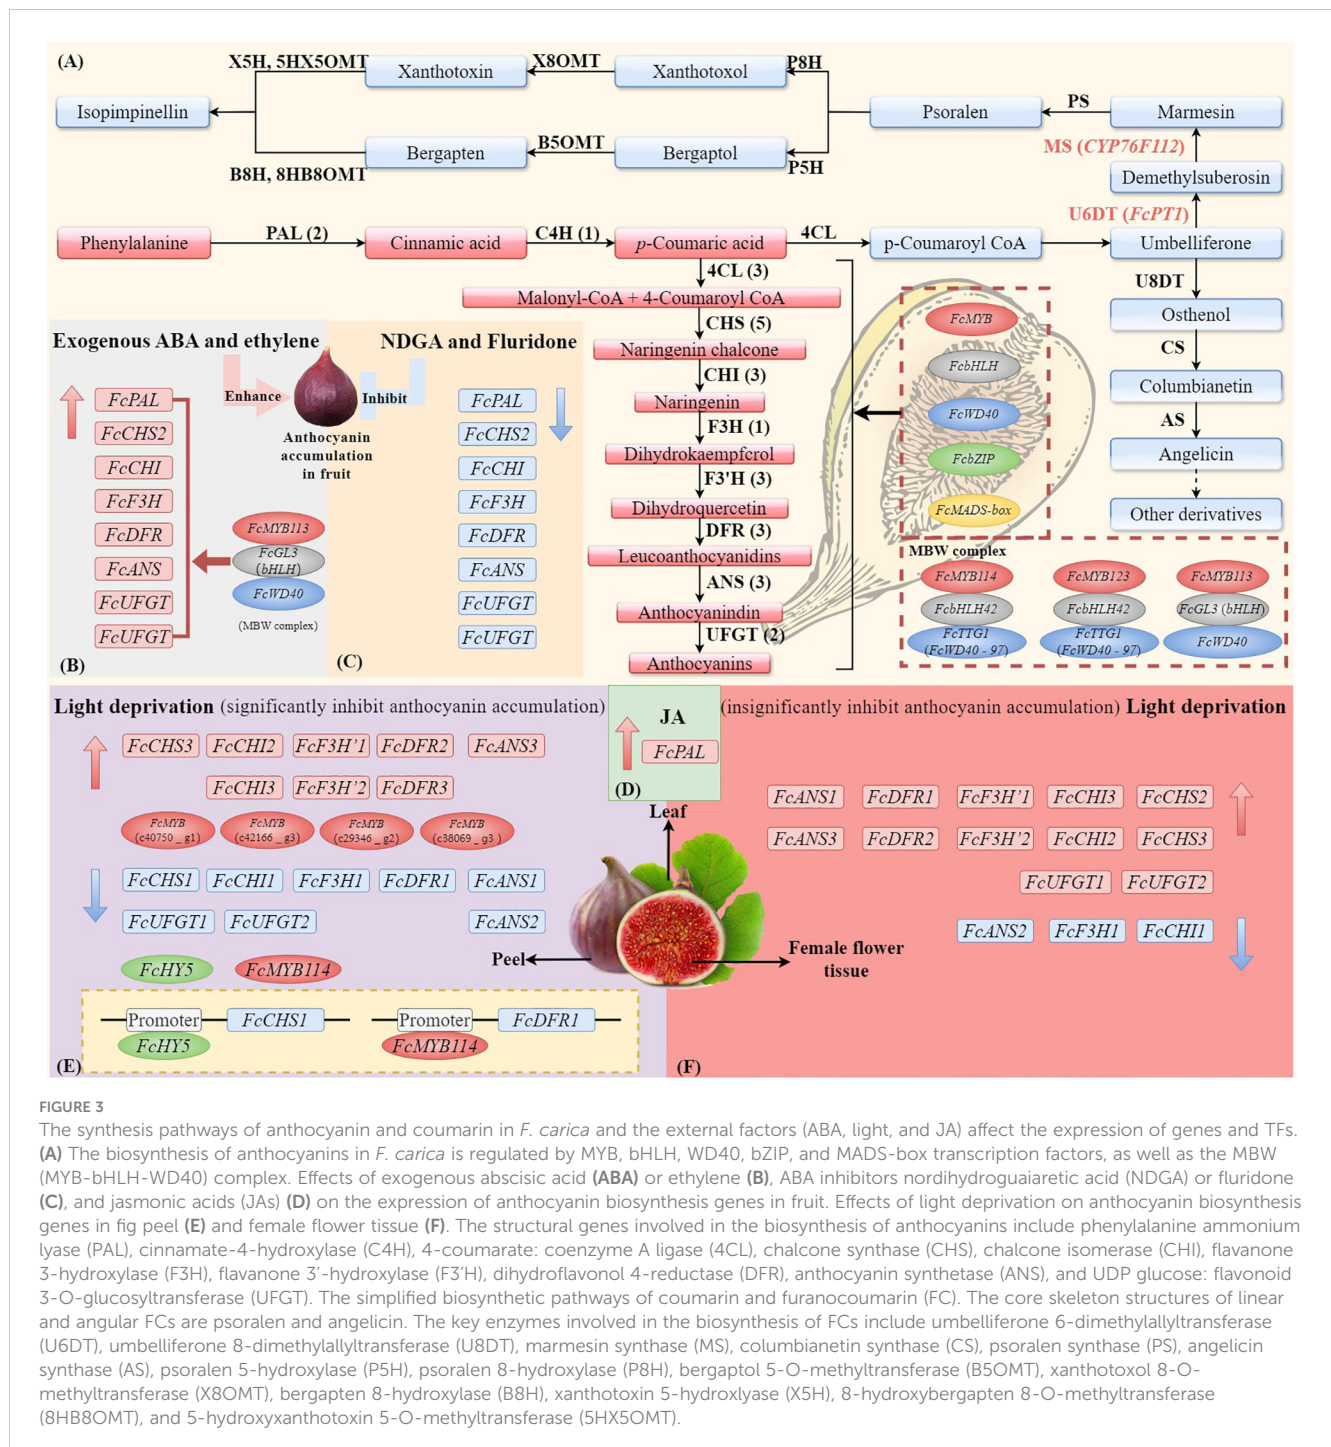 (A)
X5H, 5HX5OMT
Xanthotoxin
X8OMT
Xanthotoxol
P8H
Isopimpinellin
Psoralen
PS
Marmesin
Bergapten
B5OMT
Bergaptol
B8H, 8HB8OMT
P5H
MS (CYP76F112)
Demethylsuberosin
U6DT (FcPT1)
Phenylalanine
PAL (2)
Cinnamic acid
C4H (1)
p-Coumaric acid
4CL
p-Coumaroyl CoA
Umbelliferone
4CL (3)
U8DT
Malonyl-CoA + 4-Coumaroyl CoA
Osthenol
CHS (5)
CS
Naringenin chalcone
Columbianetin
CHI (3)
AS
Naringenin
Angelicin
F3H (1)
Other derivatives
Dihydrokaempfcrol
F3'H (3)
Dihydroquercetin
DFR (3)
Leucoanthocyanidins
ANS (3)
Anthocyanindin
UFGT (2)
Anthocyanins
FcMYB
FcbHLH
FcWD40
FcbZIP
FcMADS-box
MBW complex
FcMYB114
FcMYB123
FcMYB113
FcbHLH42
FcbHLH42
FcGL3 (bHLH)
FcTTG1
(FcWD40 - 97)
FcTTG1
(FcWD40 - 97)
FcWD40
Exogenous ABA and ethylene
Enhance
FcPAL
FcCHS2
FcCHI
FcF3H
FcDFR
FcANS
FcUFGT
FcUFGT
FcMYB113
FcGL3
(bHLH)
FcWD40
(MBW complex)
(B)
Anthocyanin
accumulation
in fruit
NDGA and Fluridone
Inhibit
FcPAL
FcCHS2
FcCHI
FcF3H
FcDFR
FcANS
FcUFGT
FcUFGT
(C)
Light deprivation (significantly inhibit anthocyanin accumulation)
FcCHS3
FcCHI2
FcF3H'1
FcDFR2
FcANS3
FcCHI3
FcF3H'2
FcDFR3
FcMYB
(c40750 _ g1)
FcMYB
(c42166 _ g3)
FcMYB
(c29346 _ g2)
FcMYB
(c38069 _ g3 )
FcCHS1
FcCHI1
FcF3H1
FcDFR1
FcANS1
FcUFGT1
FcUFGT2
FcANS2
FcHY5
FcMYB114
Promoter
FcCHS1
FcHY5
Promoter
FcDFR1
FcMYB114
(E)
JA
FcPAL
(D)
Leaf
Peel
Female flower
tissue
(insignificantly inhibit anthocyanin accumulation) Light deprivation
FcANS1
FcDFR1
FcF3H'1
FcCHI3
FcCHS2
FcANS3
FcDFR2
FcF3H'2
FcCHI2
FcCHS3
FcUFGT1
FcUFGT2
FcANS2
FcF3H1
FcCHI1
(F)
FIGURE 3
The synthesis pathways of anthocyanin and coumarin in F. carica and the external factors (ABA, light, and JA) affect the expression of genes and TFs.
(A) The biosynthesis of anthocyanins in F. carica is regulated by MYB, bHLH, WD40, bZIP, and MADS-box transcription factors, as well as the MBW
(MYB-bHLH-WD40) complex. Effects of exogenous abscisic acid (ABA) or ethylene (B), ABA inhibitors nordihydroguaiaretic acid (NDGA) or fluridone
(C), and jasmonic acids (JAs) (D) on the expression of anthocyanin biosynthesis genes in fruit. Effects of light deprivation on anthocyanin biosynthesis
genes in fig peel (E) and female flower tissue (F). The structural genes involved in the biosynthesis of anthocyanins include phenylalanine ammonium
lyase (PAL), cinnamate-4-hydroxylase (C4H), 4-coumarate: coenzyme A ligase (4CL), chalcone synthase (CHS), chalcone isomerase (CHI), flavanone
3-hydroxylase (F3H), flavanone 3'-hydroxylase (F3'H), dihydroflavonol 4-reductase (DFR), anthocyanin synthetase (ANS), and UDP glucose: flavonoid
3-O-glucosyltransferase (UFGT). The simplified biosynthetic pathways of coumarin and furanocoumarin (FC). The core skeleton structures of linear
and angular FCs are psoralen and angelicin. The key enzymes involved in the biosynthesis of FCs include umbelliferone 6-dimethylallyltransferase
(U6DT), umbelliferone 8-dimethylallyltransferase (U8DT), marmesin synthase (MS), columbianetin synthase (CS), psoralen synthase (PS), angelicin
synthase (AS), psoralen 5-hydroxylase (P5H), psoralen 8-hydroxylase (P8H), bergaptol 5-O-methyltransferase (B5OMT), xanthotoxol 8-O-
methyltransferase (X8OMT), bergapten 8-hydroxylase (B8H), xanthotoxin 5-hydroxlyase (X5H), 8-hydroxybergapten 8-O-methyltransferase
(8HB8OMT), and 5-hydroxyxanthotoxin 5-O-methyltransferase (5HX5OMT).